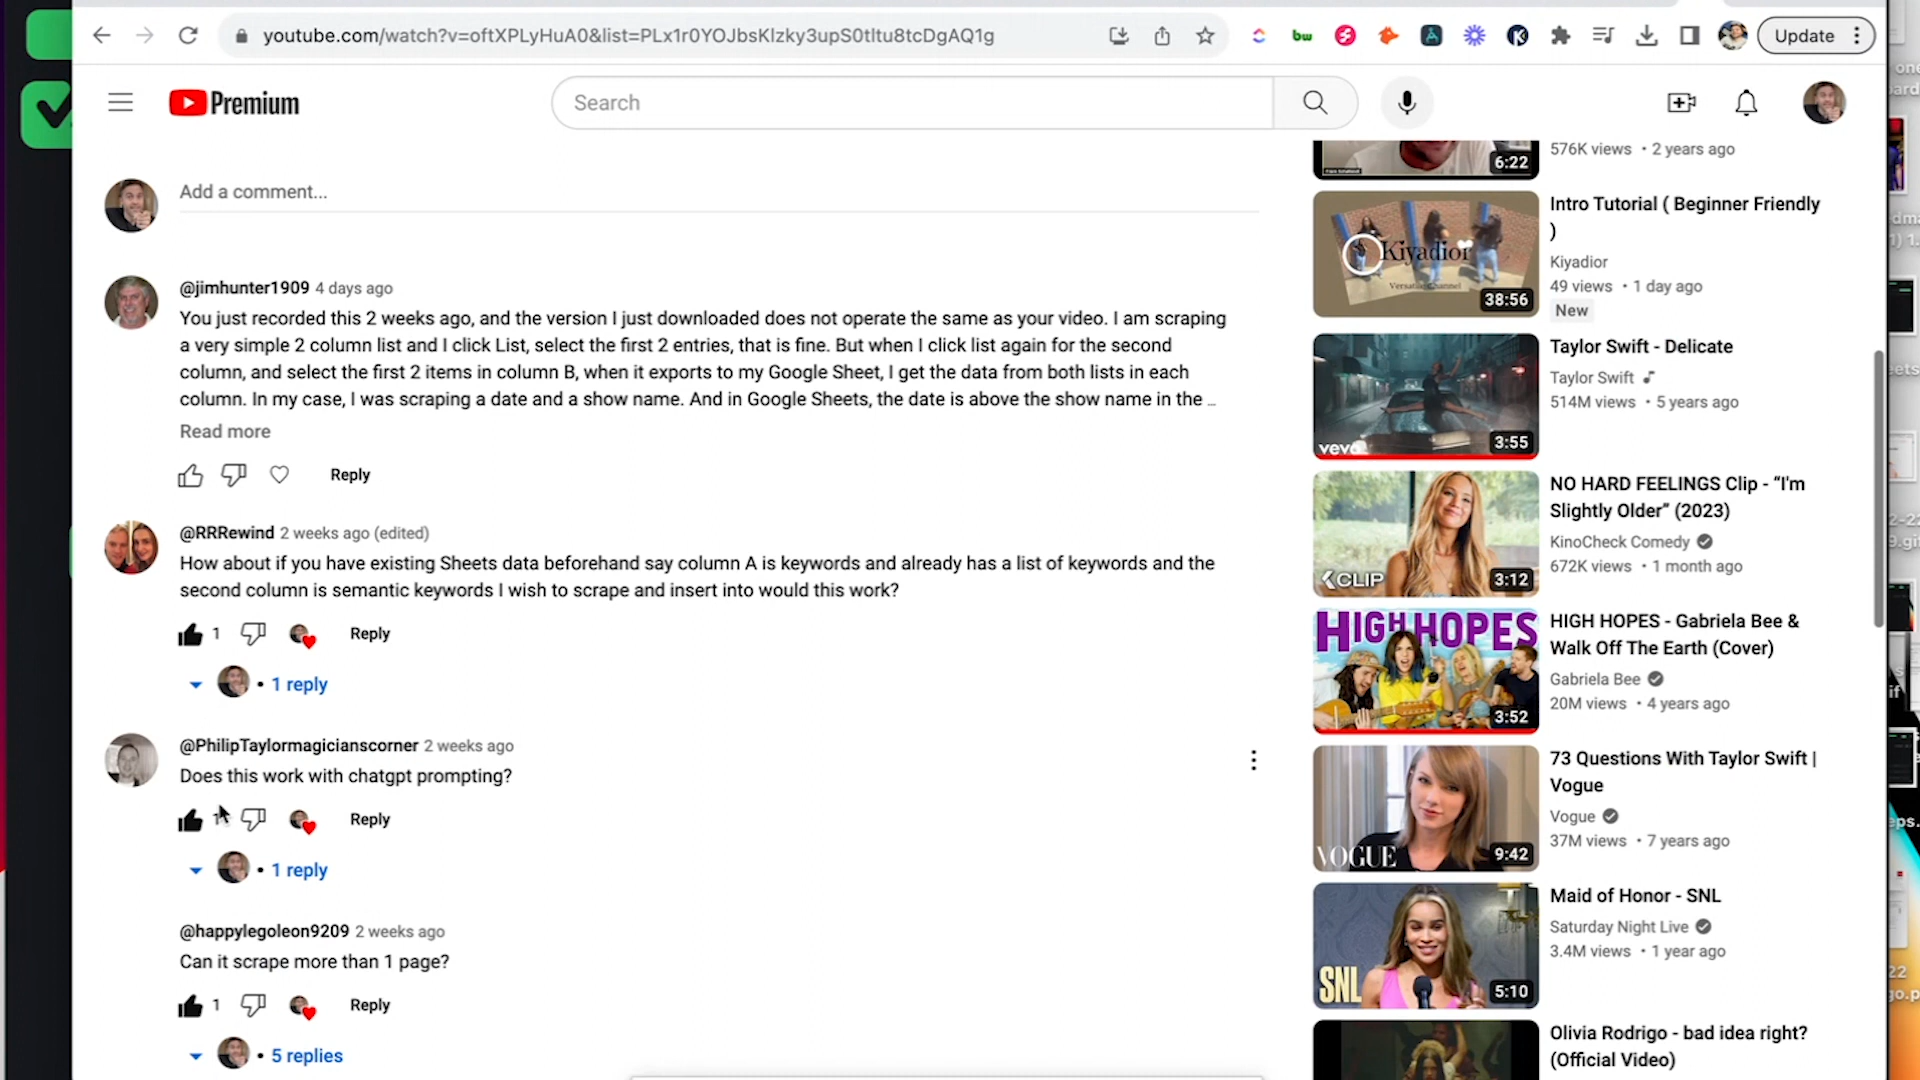 youtube.com/watch?v=oftXPLyHuA0&list=PLx1r0YOJbsKIzky3upS0tltu8tcDgAQ1g
bw
Update
Premium
Search
Add a comment...
@jimhunter1909 4 days ago
You just recorded this 2 weeks ago, and the version I just downloaded does not operate the same as your video. I am scraping
a very simple 2 column list and I click List, select the first 2 entries, that is fine. But when I click list again for the second
column, and select the first 2 items in column B, when it exports to my Google Sheet, I get the data from both lists in each
column. In my case, I was scraping a date and a show name. And in Google Sheets, the date is above the show name in the ...
Read more
Reply
@RRRewind 2 weeks ago (edited)
How about if you have existing Sheets data beforehand say column A is keywords and already has a list of keywords and the
second column is semantic keywords I wish to scrape and insert into would this work?
1
Reply
• 1 reply
@PhilipTaylormagicianscorner 2 weeks ago
Does this work with chatgpt prompting?
1
Reply
• 1 reply
@happylegoleon9209 2 weeks ago
Can it scrape more than 1 page?
1
Reply
• 5 replies
6:22
576K views • 2 years ago
Kiyadior
38:56
Intro Tutorial ( Beginner Friendly
)
Kiyadior
49 views • 1 day ago
New
vevo
3:55
Taylor Swift - Delicate
Taylor Swift
514M views • 5 years ago
CLIP
3:12
NO HARD FEELINGS Clip - “I'm
Slightly Older” (2023)
KinoCheck Comedy
672K views • 1 month ago
HIGH HOPES
3:52
HIGH HOPES - Gabriela Bee &
Walk Off The Earth (Cover)
Gabriela Bee
20M views • 4 years ago
VOGUE
9:42
73 Questions With Taylor Swift |
Vogue
Vogue
37M views • 7 years ago
SNL
5:10
Maid of Honor - SNL
Saturday Night Live
3.4M views • 1 year ago
Olivia Rodrigo - bad idea right?
(Official Video)